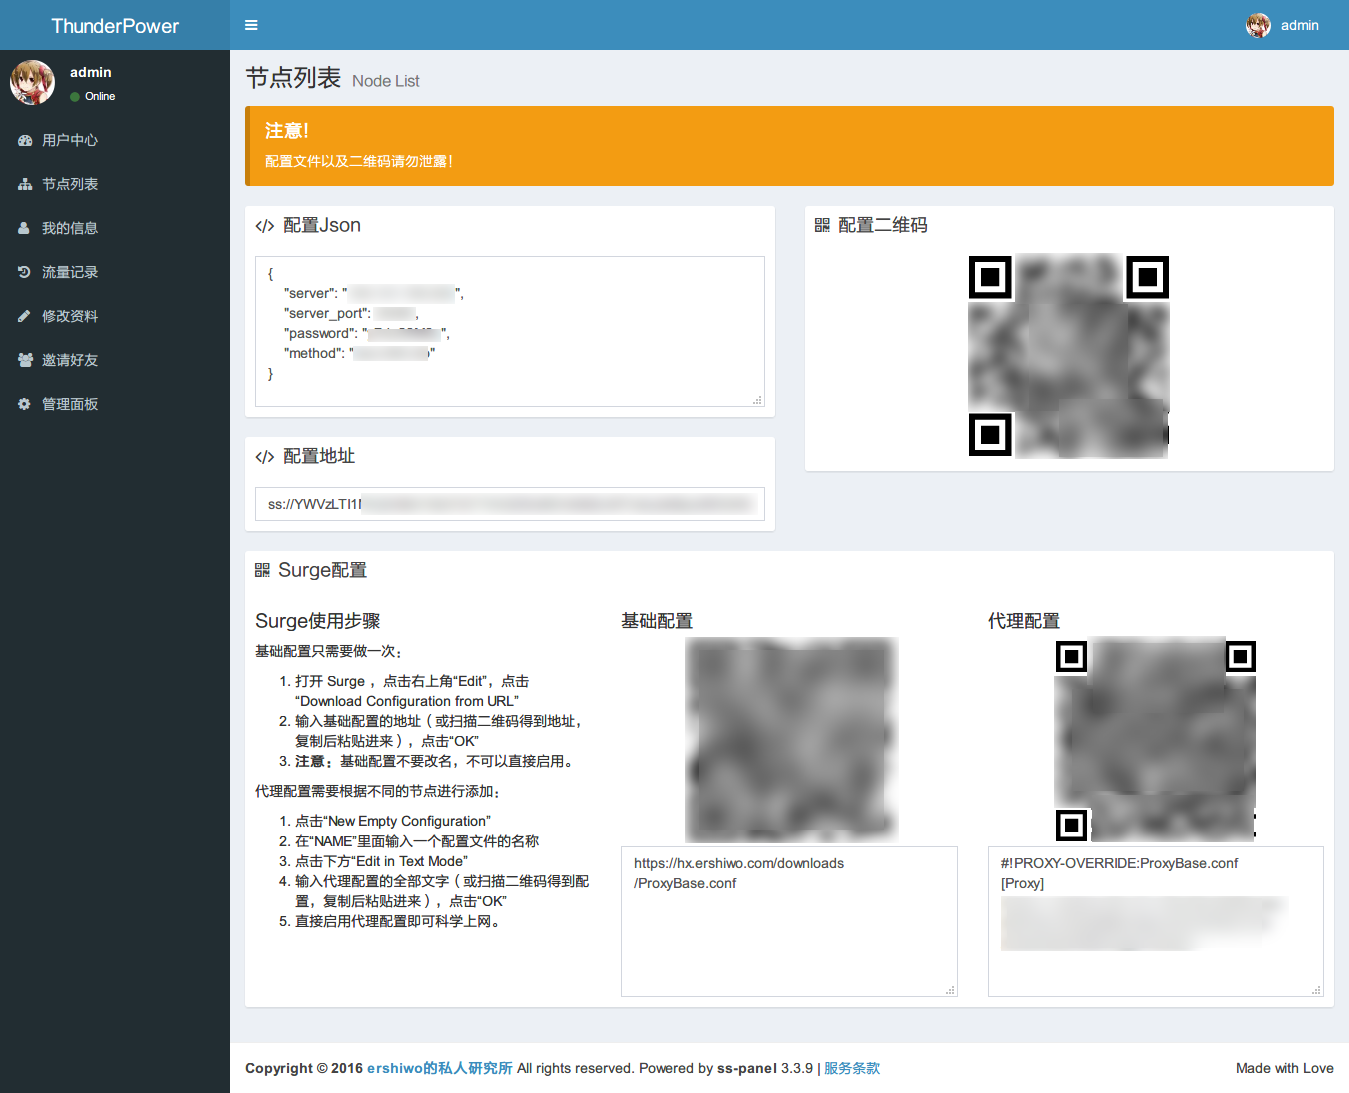 ThunderPower
admin
admin
Online
用户中心
节点列表
我的信息
流量记录
修改资料
邀请好友
管理面板
节点列表 Node List
注意！
配置文件以及二维码请勿泄露！
配置Json
{
"server": " ",
"server_port": ,
"password": " ",
"method": " "
}
配置二维码
配置地址
ss://YWVzLTI1
Surge配置
Surge使用步骤
基础配置只需要做一次：
1. 打开 Surge ，点击右上角“Edit”，点击
“Download Configuration from URL”
2. 输入基础配置的地址（或扫描二维码得到地址，
复制后粘贴进来），点击“OK”
3. 注意：基础配置不要改名，不可以直接启用。
代理配置需要根据不同的节点进行添加：
1. 点击“New Empty Configuration”
2. 在“NAME”里面输入一个配置文件的名称
3. 点击下方“Edit in Text Mode”
4. 输入代理配置的全部文字（或扫描二维码得到配
置，复制后粘贴进来），点击“OK”
5. 直接启用代理配置即可科学上网。
基础配置
https://hx.ershiwo.com/downloads
/ProxyBase.conf
代理配置
#!PROXY-OVERRIDE:ProxyBase.conf
[Proxy]
Copyright © 2016 ershiwo的私人研究所 All rights reserved. Powered by ss-panel 3.3.9 | 服务条款
Made with Love